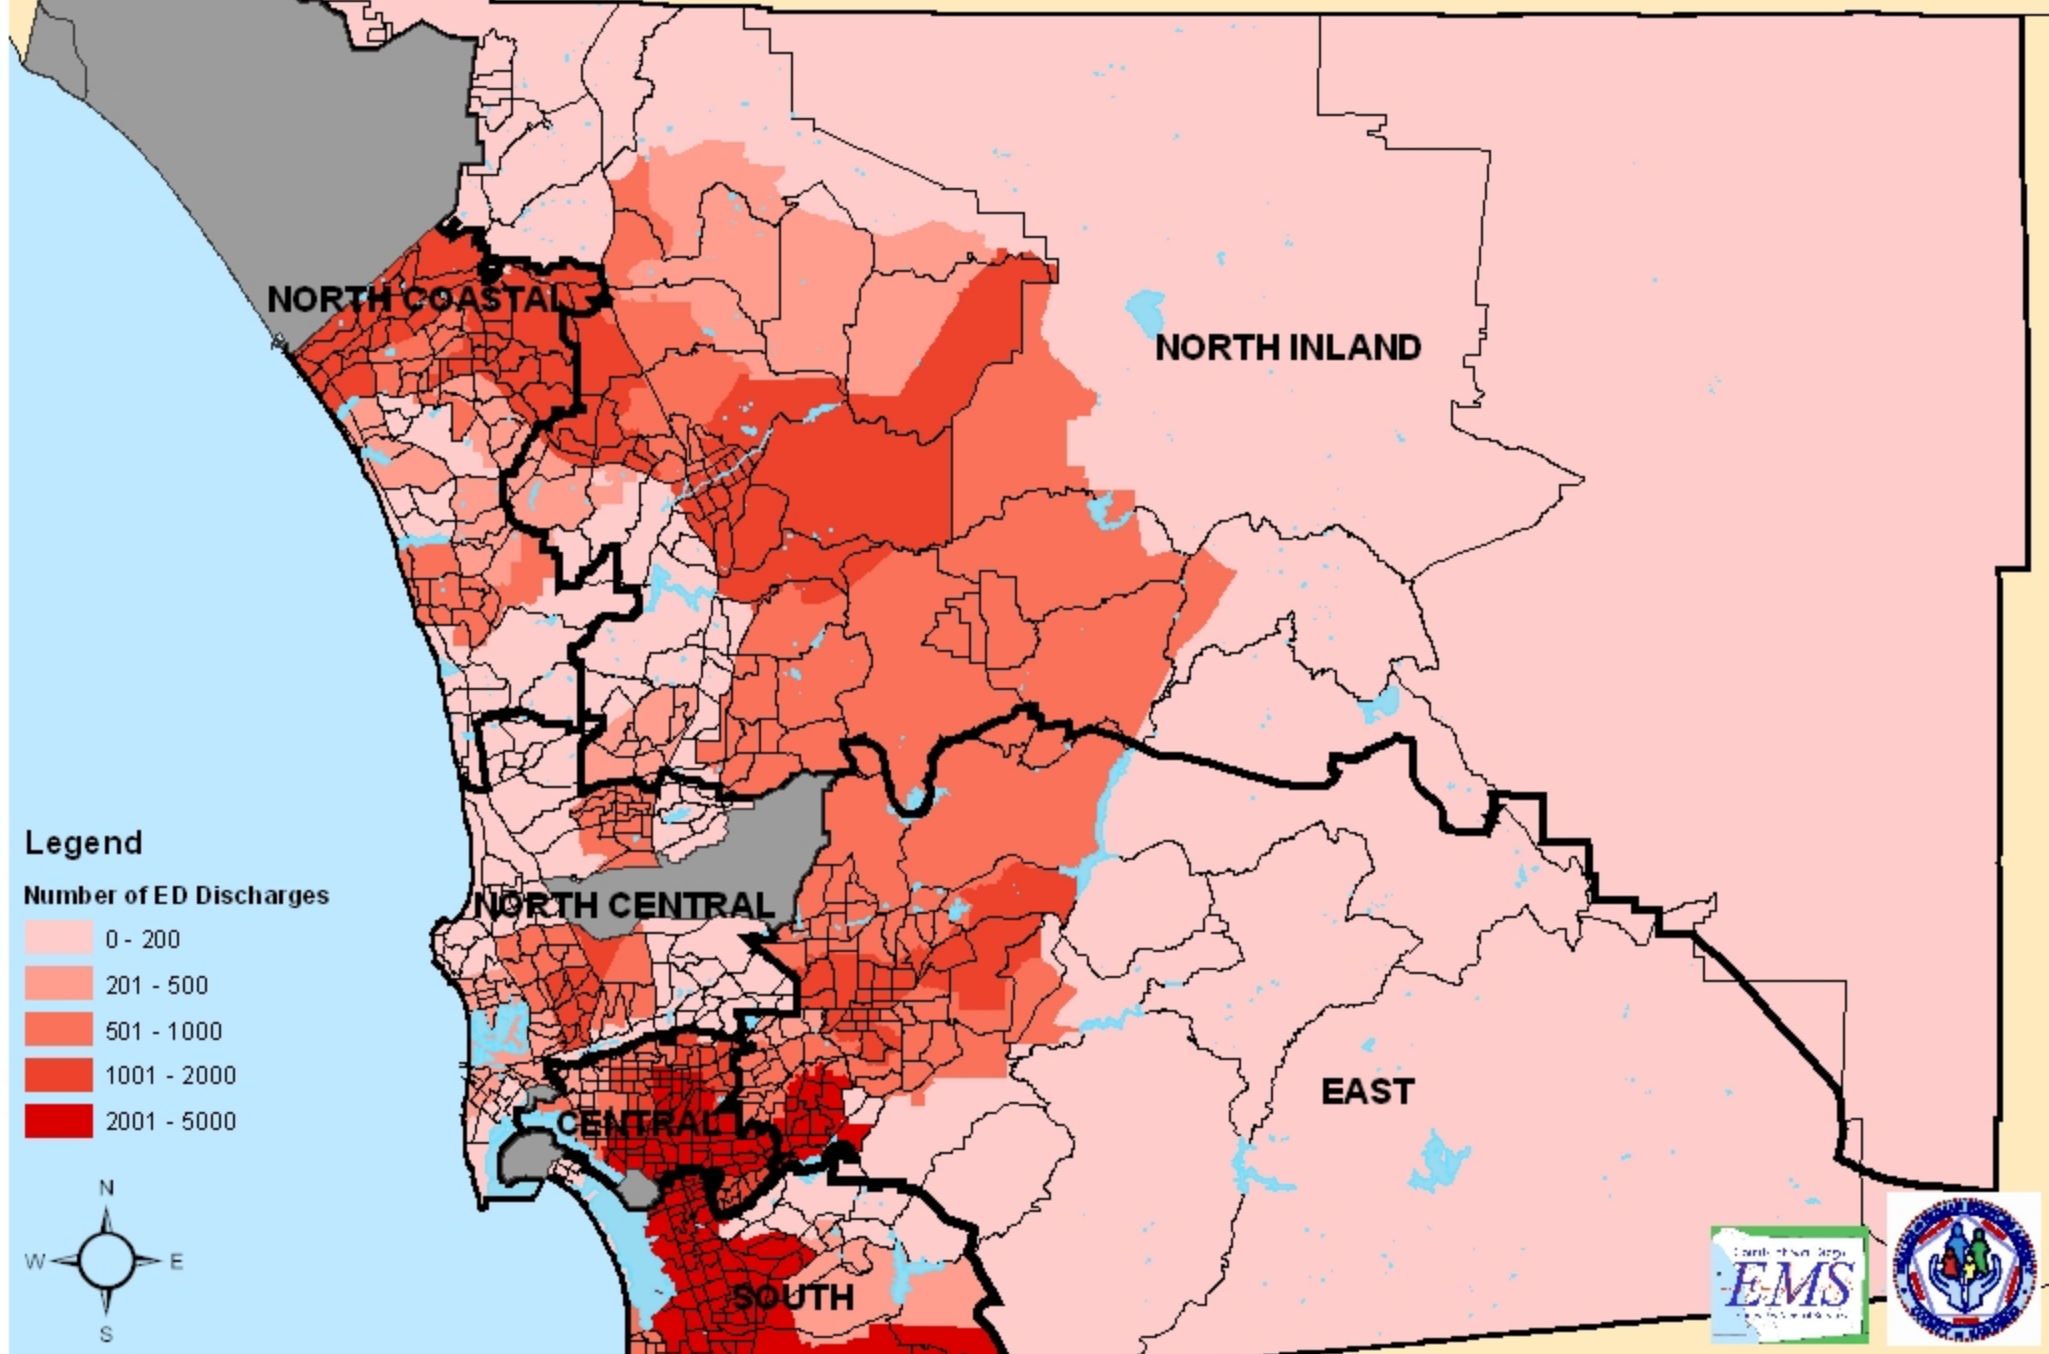 NORTH COASTAL
NORTH INLAND
Legend
Number of ED Discharges
0 - 200
201 - 500
501 - 1000
1001 - 2000
2001 - 5000
NORTH CENTRAL
EAST
CENTRAL
SOUTH
N
W E
S
EMS